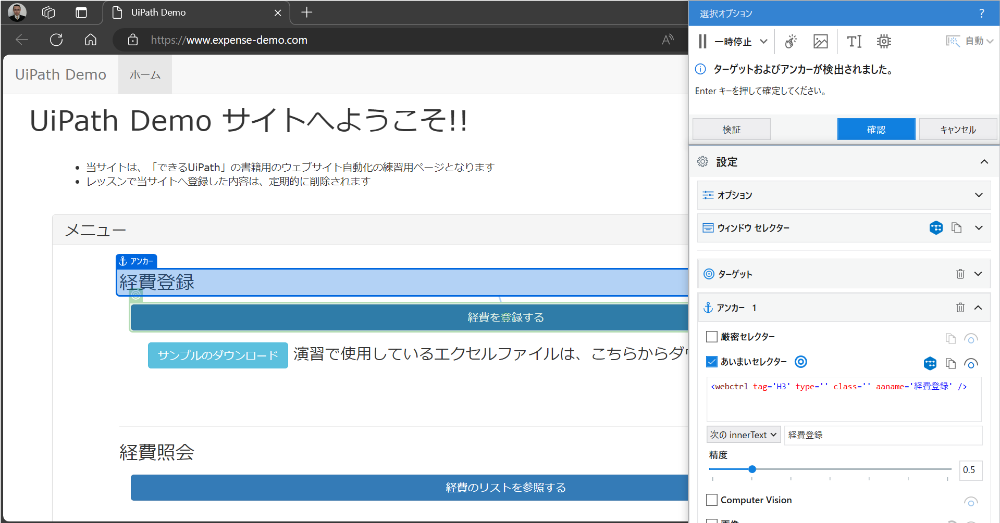 UiPath Demo
https://www.expense-demo.com
UiPath Demo
ホーム
UiPath Demo サイトへようこそ!!
当サイトは、「できるUiPath」の書籍用のウェブサイト自動化の練習用ページとなります
レッスンで当サイトへ登録した内容は、定期的に削除されます
メニュー
アンカー
経費登録
経費を登録する
サンプルのダウンロード
演習で使用しているエクセルファイルは、こちらからダ
経費照会
経費のリストを参照する
選択オプション
?
一時停止
自動
ターゲットおよびアンカーが検出されました。
Enter キーを押して確定してください。
検証
確認
キャンセル
設定
オプション
ウィンドウ セレクター
ターゲット
アンカー 1
厳密セレクター
あいまいセレクター
<webctrl tag='H3' type='' class='' aaname='経費登録' />
次の innerText
経費登録
精度
0.5
Computer Vision